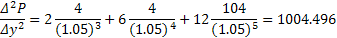 Δ²P/Δy² = 2 4/(1.05)³ + 6 4/(1.05)⁴ + 12 104/(1.05)⁵ = 1004.496